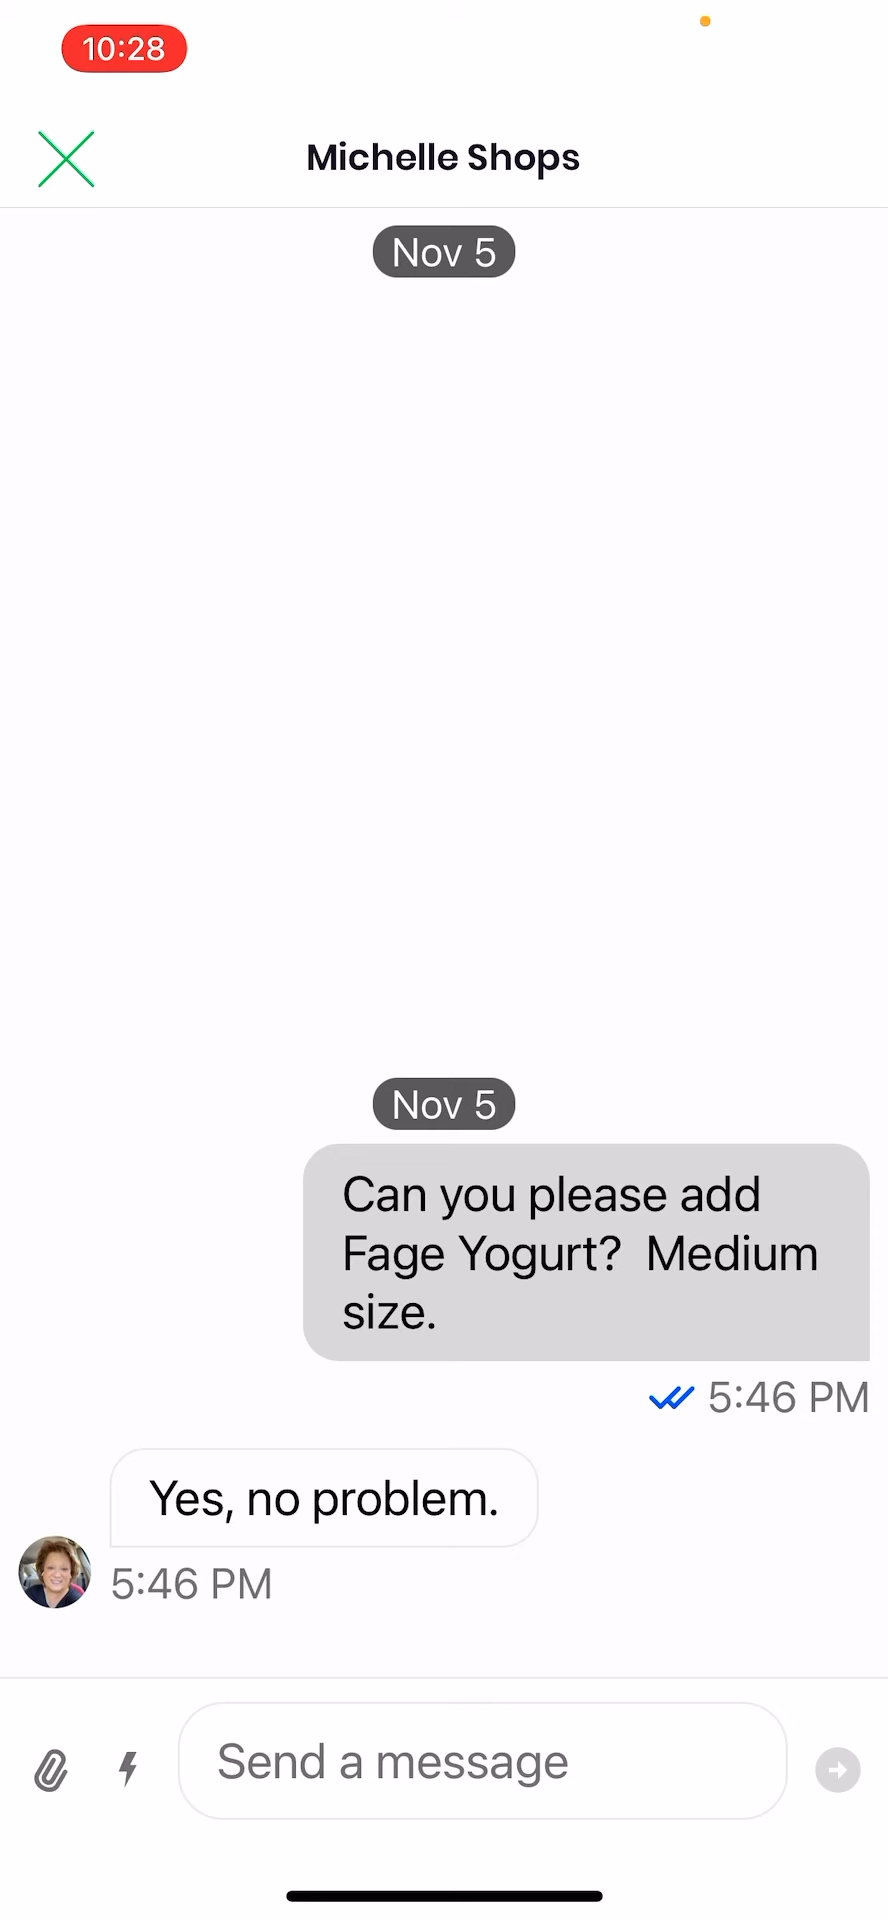 10:28
Michelle Shops
Nov 5
Nov 5
Can you please add
Fage Yogurt?  Medium
size.
5:46 PM
Yes, no problem.
5:46 PM
Send a message